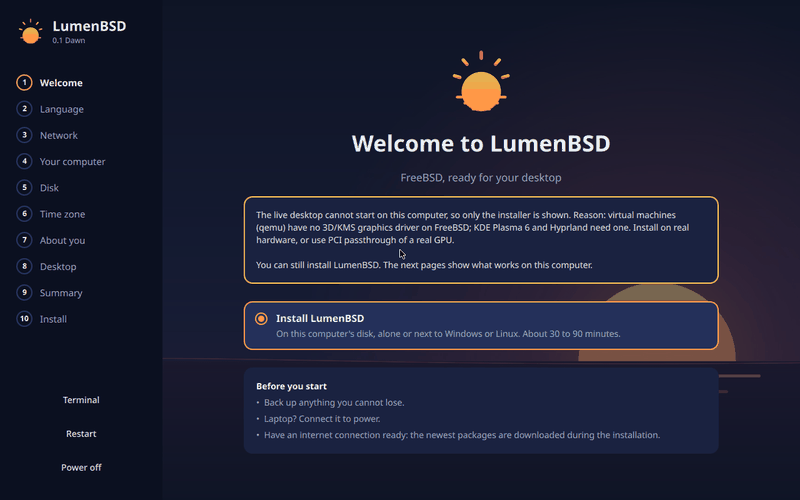 LumenBSD
0.1 Dawn
1 Welcome
2 Language
3 Network
4 Your computer
5 Disk
6 Time zone
7 About you
8 Desktop
9 Summary
10 Install
Terminal
Restart
Power off
Welcome to LumenBSD
FreeBSD, ready for your desktop
The live desktop cannot start on this computer, so only the installer is shown. Reason: virtual machines
(qemu) have no 3D/KMS graphics driver on FreeBSD; KDE Plasma 6 and Hyprland need one. Install on real
hardware, or use PCI passthrough of a real GPU.
You can still install LumenBSD. The next pages show what works on this computer.
Install LumenBSD
On this computer's disk, alone or next to Windows or Linux. About 30 to 90 minutes.
Before you start
• Back up anything you cannot lose.
• Laptop? Connect it to power.
• Have an internet connection ready: the newest packages are downloaded during the installation.